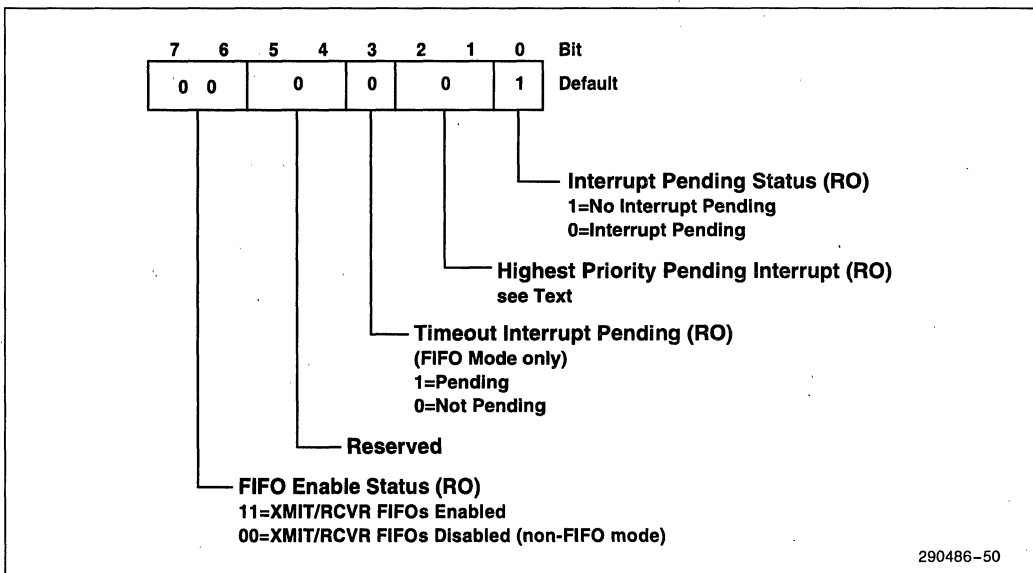 7 6 5 4 3 2 1 0 Bit
0 0 0 0 0 1 Default
Interrupt Pending Status (RO)
1=No Interrupt Pending
0=Interrupt Pending
Highest Priority Pending Interrupt (RO)
see Text
Timeout Interrupt Pending (RO)
(FIFO Mode only)
1=Pending
0=Not Pending
Reserved
FIFO Enable Status (RO)
11=XMIT/RCVR FIFOs Enabled
00=XMIT/RCVR FIFOs Disabled (non-FIFO mode)
290486–50